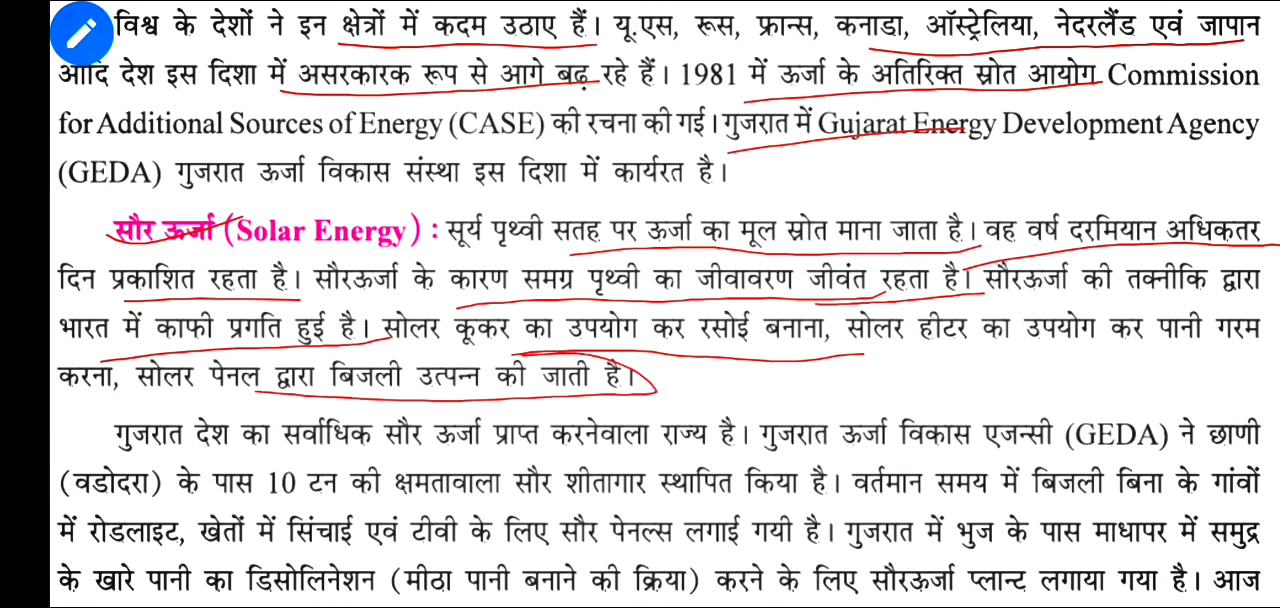 विश्व के देशों ने इन क्षेत्रों में कदम उठाए हैं। यू.एस, रूस, फ्रान्स, कनाडा, ऑस्ट्रेलिया, नेदरलैंड एवं जापान
आदि देश इस दिशा में असरकारक रूप से आगे बढ़ रहे हैं। 1981 में ऊर्जा के अतिरिक्त स्रोत आयोग Commission
for Additional Sources of Energy (CASE) की रचना की गई। गुजरात में Gujarat Energy Development Agency
(GEDA) गुजरात ऊर्जा विकास संस्था इस दिशा में कार्यरत है।
सौर ऊर्जा (Solar Energy) : सूर्य पृथ्वी सतह पर ऊर्जा का मूल स्रोत माना जाता है। वह वर्ष दरमियान अधिकतर
दिन प्रकाशित रहता है। सौरऊर्जा के कारण समग्र पृथ्वी का जीवावरण जीवंत रहता है। सौरऊर्जा की तक्नीकि द्वारा
भारत में काफी प्रगति हुई है। सोलर कूकर का उपयोग कर रसोई बनाना, सोलर हीटर का उपयोग कर पानी गरम
करना, सोलर पेनल द्वारा बिजली उत्पन्न की जाती है।
गुजरात देश का सर्वाधिक सौर ऊर्जा प्राप्त करनेवाला राज्य है। गुजरात ऊर्जा विकास एजन्सी (GEDA) ने छाणी
(वडोदरा) के पास 10 टन की क्षमतावाला सौर शीतागार स्थापित किया है। वर्तमान समय में बिजली बिना के गांवों
में रोडलाइट, खेतों में सिंचाई एवं टीवी के लिए सौर पेनल्स लगाई गयी है। गुजरात में भुज के पास माधापर में समुद्र
के खारे पानी का डिसोलिनेशन (मीठा पानी बनाने की क्रिया) करने के लिए सौरऊर्जा प्लान्ट लगाया गया है। आज